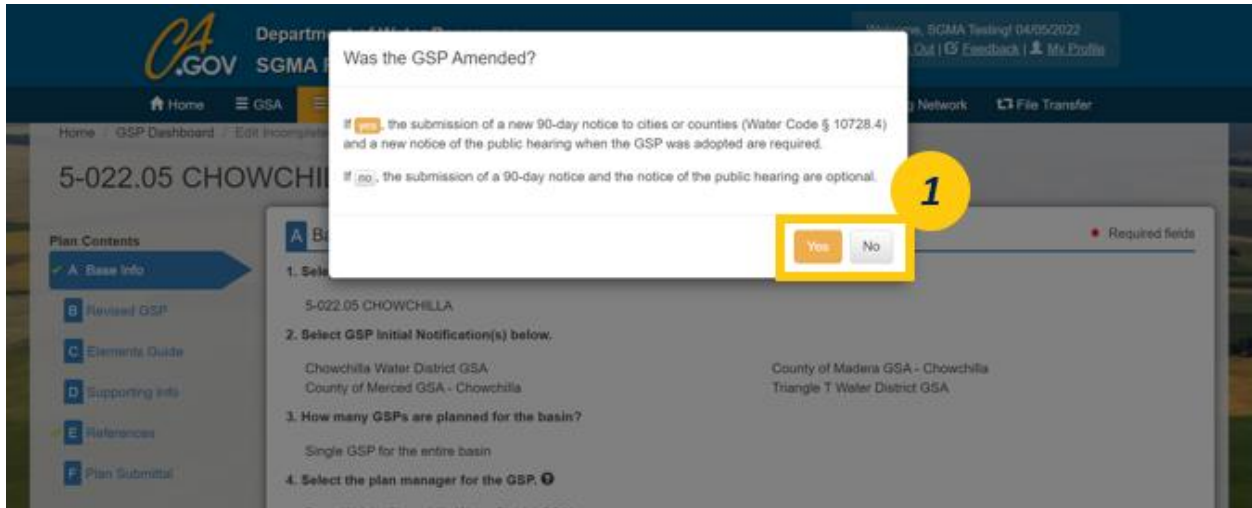 CA
.GOV
Departm
SGMA
Welcome, SGMA Testing! 04/05/2022
Out | Feedback | My Profile
Home
GSA
Network
File Transfer
Home / GSP Dashboard / Edit Incomplete
5-022.05 CHOWCHIL
Was the GSP Amended?
If yes, the submission of a new 90-day notice to cities or counties (Water Code § 10728.4)
and a new notice of the public hearing when the GSP was adopted are required.
If no, the submission of a 90-day notice and the notice of the public hearing are optional.
Yes
No
1
Plan Contents
A Base Info
B Revised GSP
C Elements Guide
D Supporting Info
E References
F Plan Submittal
A Ba
Required fields
1. Sele
5-022.05 CHOWCHILLA
2. Select GSP Initial Notification(s) below.
Chowchilla Water District GSA
County of Madera GSA - Chowchilla
County of Merced GSA - Chowchilla
Triangle T Water District GSA
3. How many GSPs are planned for the basin?
Single GSP for the entire basin
4. Select the plan manager for the GSP.